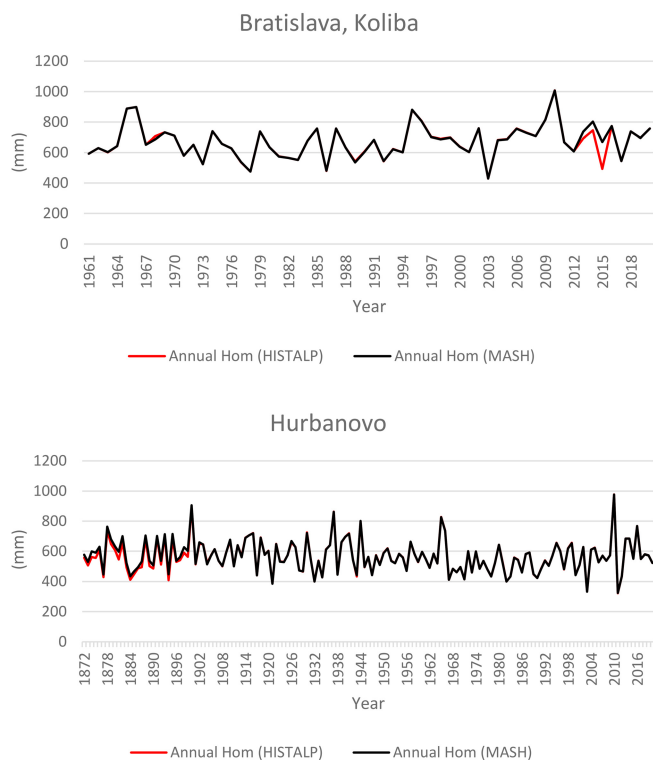 Bratislava, Koliba
1200
1000
800
600
400
200
0
(mm)
1961 1964 1967 1970 1973 1976 1979 1982 1985 1988 1991 1994 1997 2000 2003 2006 2009 2012 2015 2018
Year
Annual Hom (HISTALP) Annual Hom (MASH)
Hurbanovo
1200
1000
800
600
400
200
0
(mm)
1872 1878 1884 1890 1896 1902 1908 1914 1920 1926 1932 1938 1944 1950 1956 1962 1968 1974 1980 1986 1992 1998 2004 2010 2016
Year
Annual Hom (HISTALP) Annual Hom (MASH)